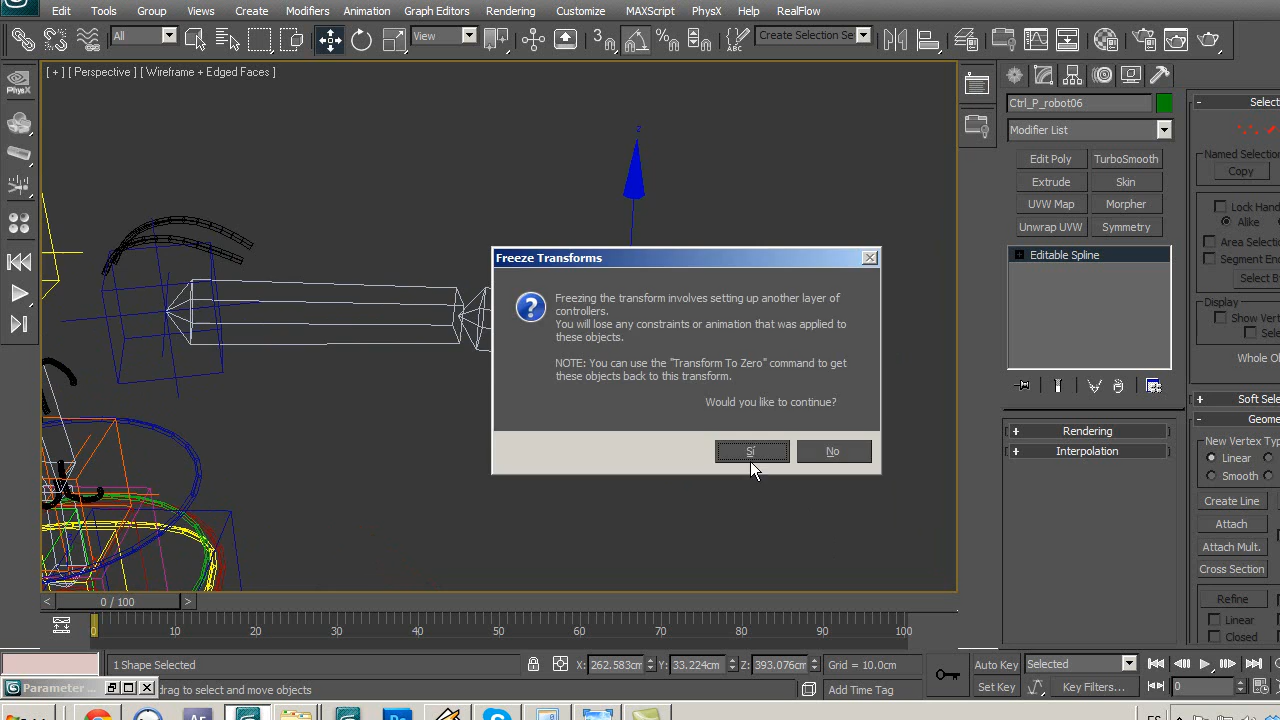 Edit Tools Group Views Create Modifiers Animation Graph Editors Rendering Customize MAXScript PhysX Help RealFlow
All View 3 Create Selection Se
[ + ] [ Perspective ] [ Wireframe + Edged Faces ]
PhysX
z
Ctrl_P_robot06
Modifier List
Edit Poly TurboSmooth
Extrude Skin
UVW Map Morpher
Unwrap UVW Symmetry
Editable Spline
+ Rendering
+ Interpolation
Named Selection
Copy
Lock Hand
Alike
Area Selection
Segment End
Select B
Display
Show Vert
Sele
Whole Ob
+ Soft Sele
New Vertex Typ
Linear
Smooth
Create Line
Attach
Attach Mult.
Cross Section
Refine
Linear
Closed
Freeze Transforms
Freezing the transform involves setting up another layer of
controllers.
You will lose any constraints or animation that was applied to
these objects.
NOTE: You can use the "Transform To Zero" command to get
these objects back to this transform.
Would you like to continue?
Sí No
< 0 / 100 >
0 10 20 30 40 50 60 70 80 90 100
1 Shape Selected X: 262.583cm Y: 33.224cm Z: 393.076cm Grid = 10.0cm Auto Key Selected
Parameter ... drag to select and move objects Add Time Tag Set Key Key Filters... 0